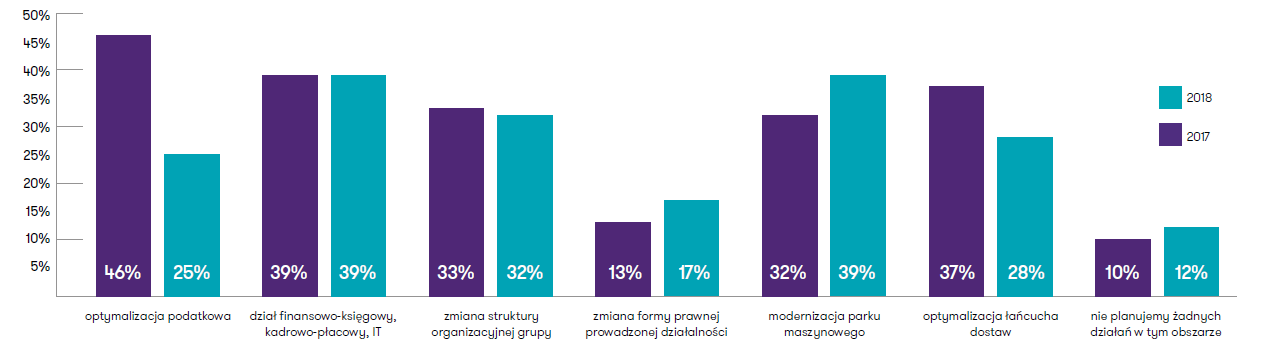 50%
45%
40%
35%
30%
25%
20%
15%
10%
5%
46%
25%
39%
39%
33%
32%
13%
17%
32%
39%
37%
28%
10%
12%
2018
2017
optymalizacja podatkowa
dział finansowo-księgowy,
kadrowo-płacowy, IT
zmiana struktury
organizacyjnej grupy
zmiana formy prawnej
prowadzonej działalności
modernizacja parku
maszynowego
optymalizacja łańcucha
dostaw
nie planujemy żadnych
działań w tym obszarze